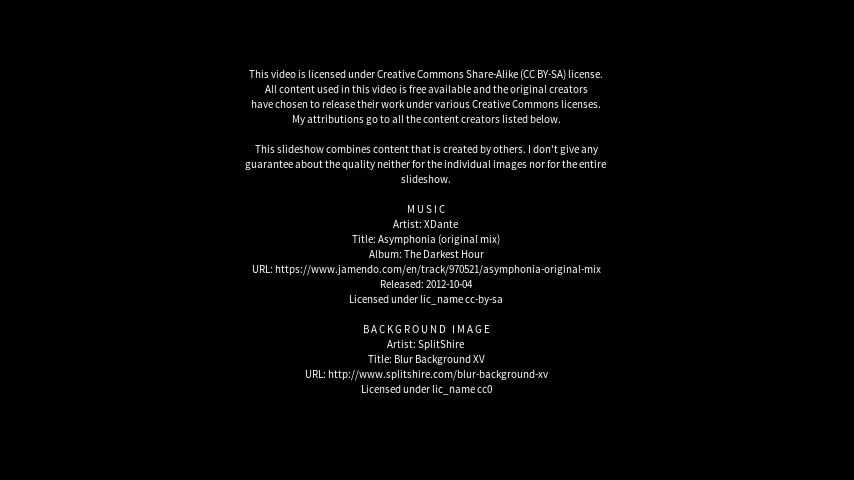 This video is licensed under Creative Commons Share-Alike (CC BY-SA) license.
All content used in this video is free available and the original creators
have chosen to release their work under various Creative Commons licenses.
My attributions go to all the content creators listed below.
This slideshow combines content that is created by others. I don't give any
guarantee about the quality neither for the individual images nor for the entire
slideshow.
MUSIC
Artist: XDante
Title: Asymphonia (original mix)
Album: The Darkest Hour
URL: https://www.jamendo.com/en/track/970521/asymphonia-original-mix
Released: 2012-10-04
Licensed under lic_name cc-by-sa
BACKGROUND IMAGE
Artist: SplitShire
Title: Blur Background XV
URL: http://www.splitshire.com/blur-background-xv
Licensed under lic_name cc0